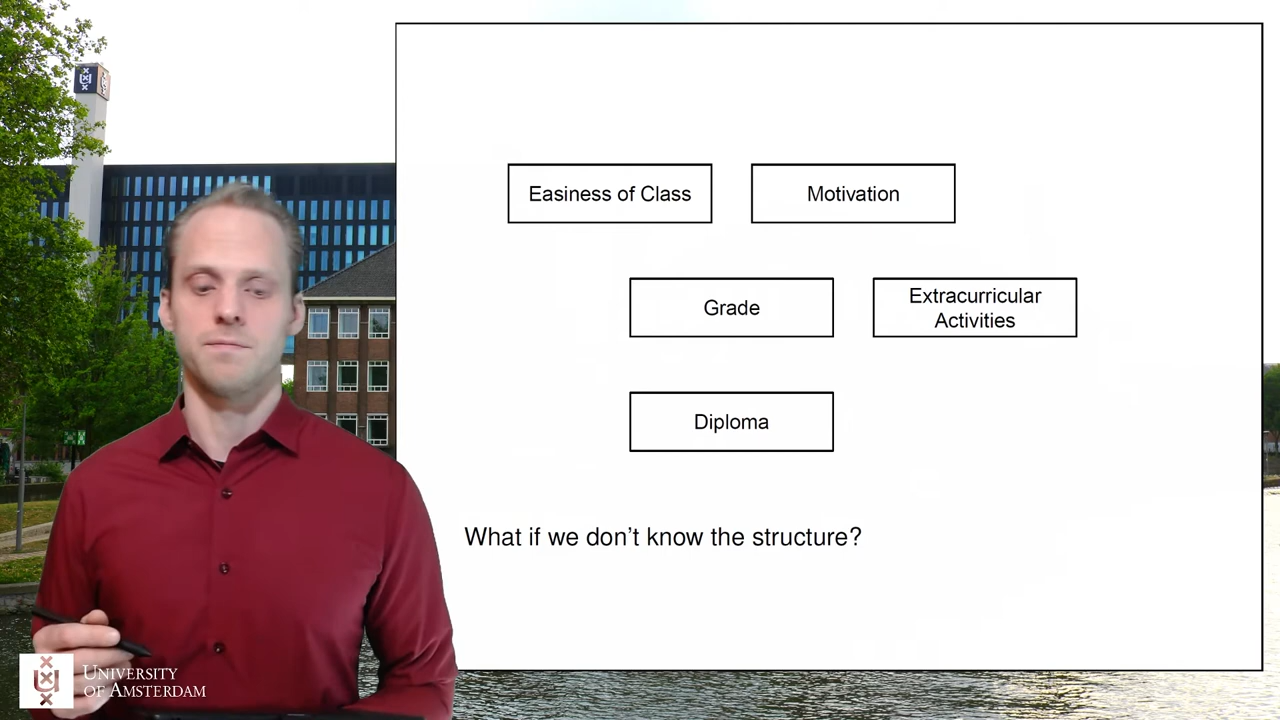 Easiness of Class
Motivation
Grade
Extracurricular
Activities
Diploma
What if we don't know the structure?
UNIVERSITY
OF AMSTERDAM